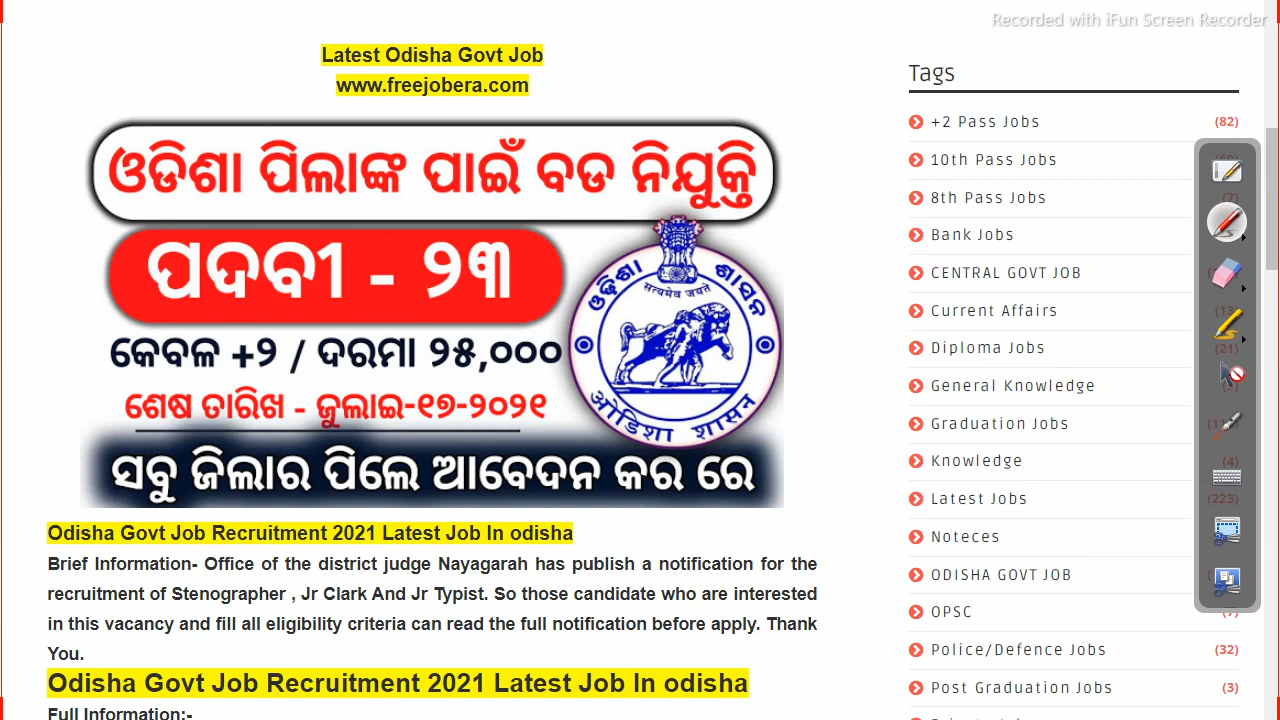 Recorded with iFun Screen Recorder
Latest Odisha Govt Job
www.freejobera.com
ଓଡିଶା ପିଲାଙ୍କ ପାଇଁ ବଡ ନିଯୁକ୍ତି
ପଦବୀ - ୨୩
କେବଳ +୨ / ଦରମା ୨୫,୦୦୦
ଶେଷ ତାରିଖ - ଜୁଲାଇ-୧୭-୨୦୨୧
ସବୁ ଜିଲାର ପିଲେ ଆବେଦନ କର ରେ
ଓଡ଼ିଶା ଶାସନ
सत्यमेव जयते
ଓଡ଼ିଶା ଶାସନ
Odisha Govt Job Recruitment 2021 Latest Job In odisha
Brief Information- Office of the district judge Nayagarah has publish a notification for the
recruitment of Stenographer , Jr Clark And Jr Typist. So those candidate who are interested
in this vacancy and fill all eligibility criteria can read the full notification before apply. Thank
You.
Odisha Govt Job Recruitment 2021 Latest Job In odisha
Full Information:-
Tags
+2 Pass Jobs (82)
10th Pass Jobs
8th Pass Jobs (7)
Bank Jobs
CENTRAL GOVT JOB
Current Affairs
Diploma Jobs (21)
General Knowledge
Graduation Jobs
Knowledge (4)
Latest Jobs (223)
Noteces
ODISHA GOVT JOB
OPSC (7)
Police/Defence Jobs (32)
Post Graduation Jobs (3)